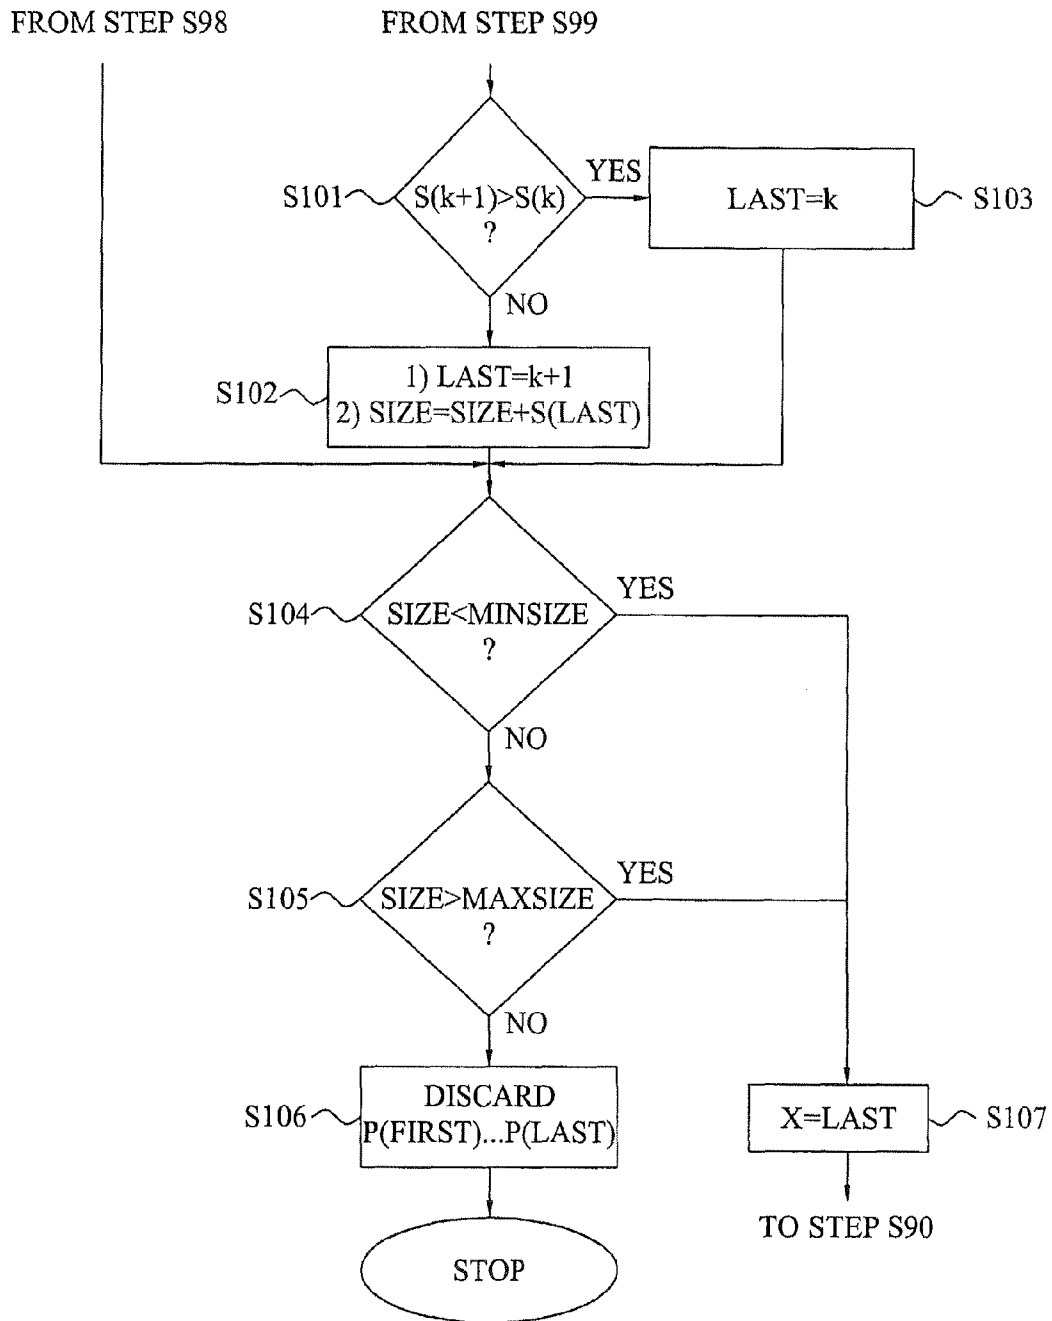 FROM STEP S98
FROM STEP S99
S101
S(k+1)>S(k)
?
YES
LAST=k
S103
NO
S102
1) LAST=k+1
2) SIZE=SIZE+S(LAST)
S104
SIZE<MINSIZE
?
YES
NO
S105
SIZE>MAXSIZE
?
YES
NO
S106
DISCARD
P(FIRST)...P(LAST)
X=LAST
S107
TO STEP S90
STOP